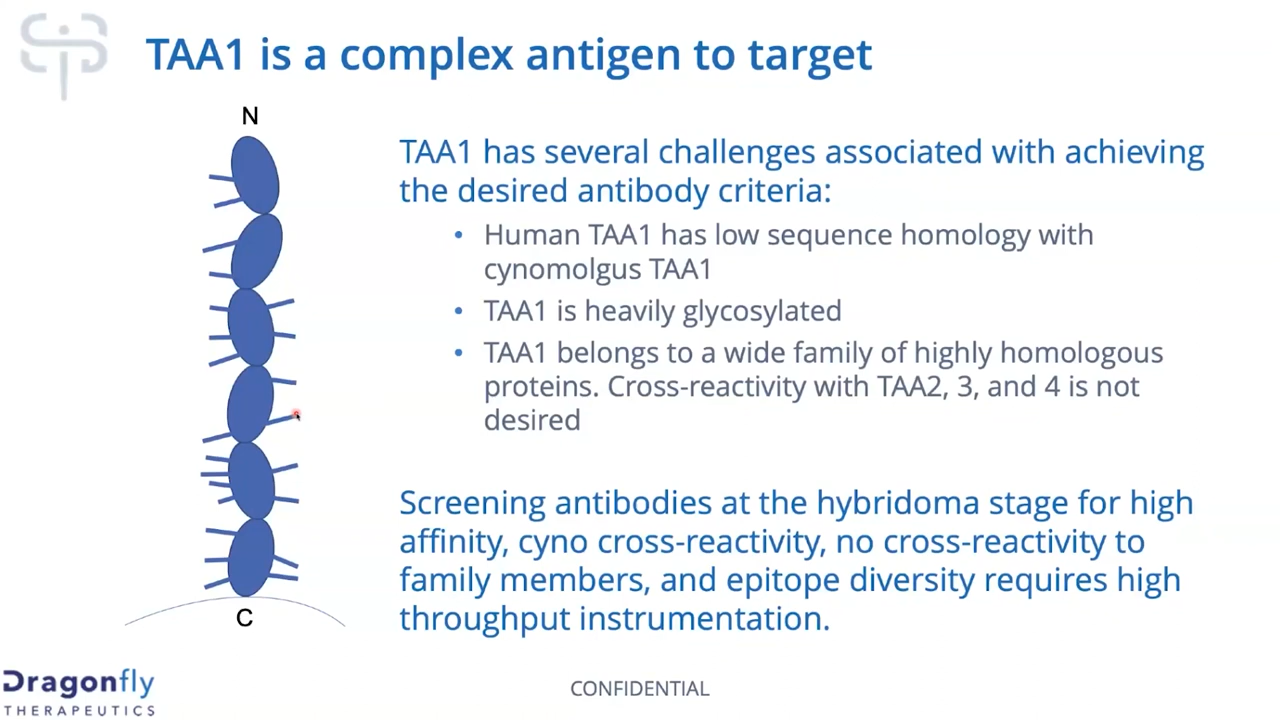 TAA1 is a complex antigen to target
N
TAA1 has several challenges associated with achieving
the desired antibody criteria:
• Human TAA1 has low sequence homology with
cynomolgus TAA1
• TAA1 is heavily glycosylated
• TAA1 belongs to a wide family of highly homologous
proteins. Cross-reactivity with TAA2, 3, and 4 is not
desired
Screening antibodies at the hybridoma stage for high
affinity, cyno cross-reactivity, no cross-reactivity to
family members, and epitope diversity requires high
throughput instrumentation.
C
Dragonfly
THERAPEUTICS
CONFIDENTIAL